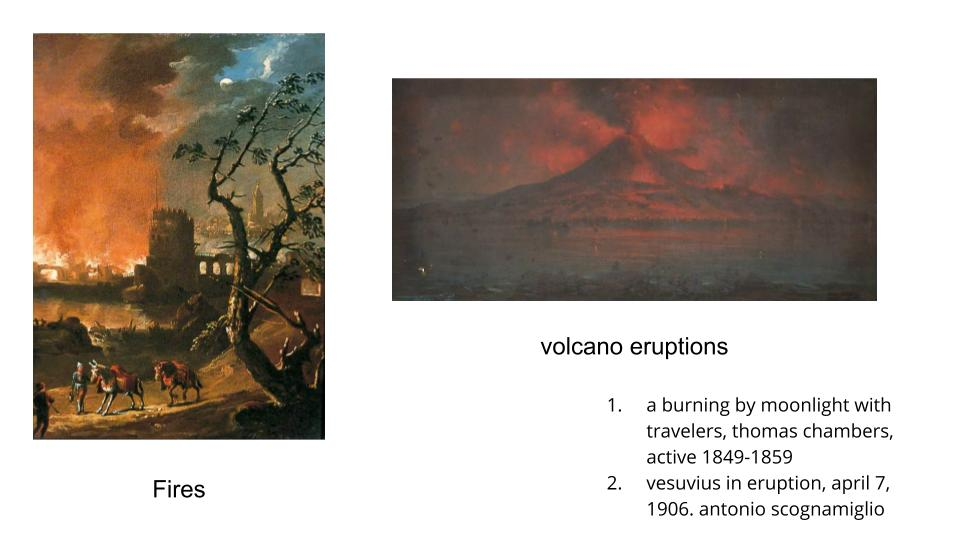 Fires
volcano eruptions
1. a burning by moonlight with
travelers, thomas chambers,
active 1849-1859
2. vesuvius in eruption, april 7,
1906. antonio scognamiglio